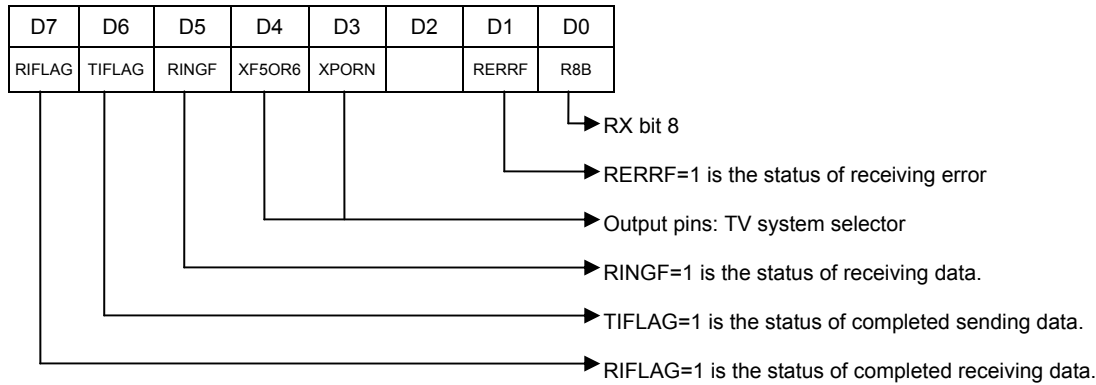 D7 D6 D5 D4 D3 D2 D1 D0
RIFLAG TIFLAG RINGF XF5OR6 XPORN RERRF R8B
RX bit 8
RERRF=1 is the status of receiving error
Output pins: TV system selector
RINGF=1 is the status of receiving data.
TIFLAG=1 is the status of completed sending data.
RIFLAG=1 is the status of completed receiving data.